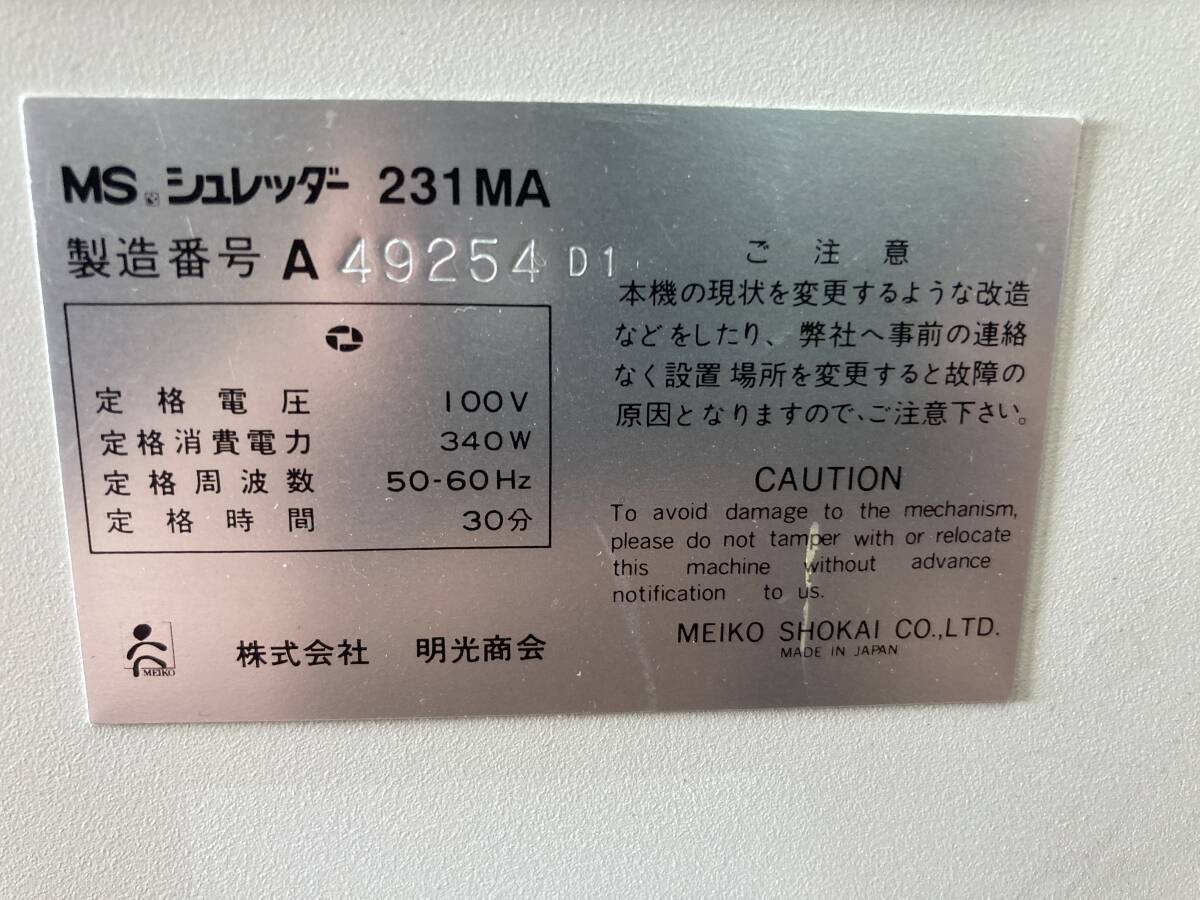 MS シュレッダー 231MA
製造番号 A 49254 D1
定格電圧 100V
定格消費電力 340W
定格周波数 50-60Hz
定格時間 30分
MEIKO
株式会社 明光商会
ご注意
本機の現状を変更するような改造
などをしたり、弊社へ事前の連絡
なく設置場所を変更すると故障の
原因となりますので、ご注意下さい。
CAUTION
To avoid damage to the mechanism,
please do not tamper with or relocate
this machine without advance
notification to us.
MEIKO SHOKAI CO.,LTD.
MADE IN JAPAN